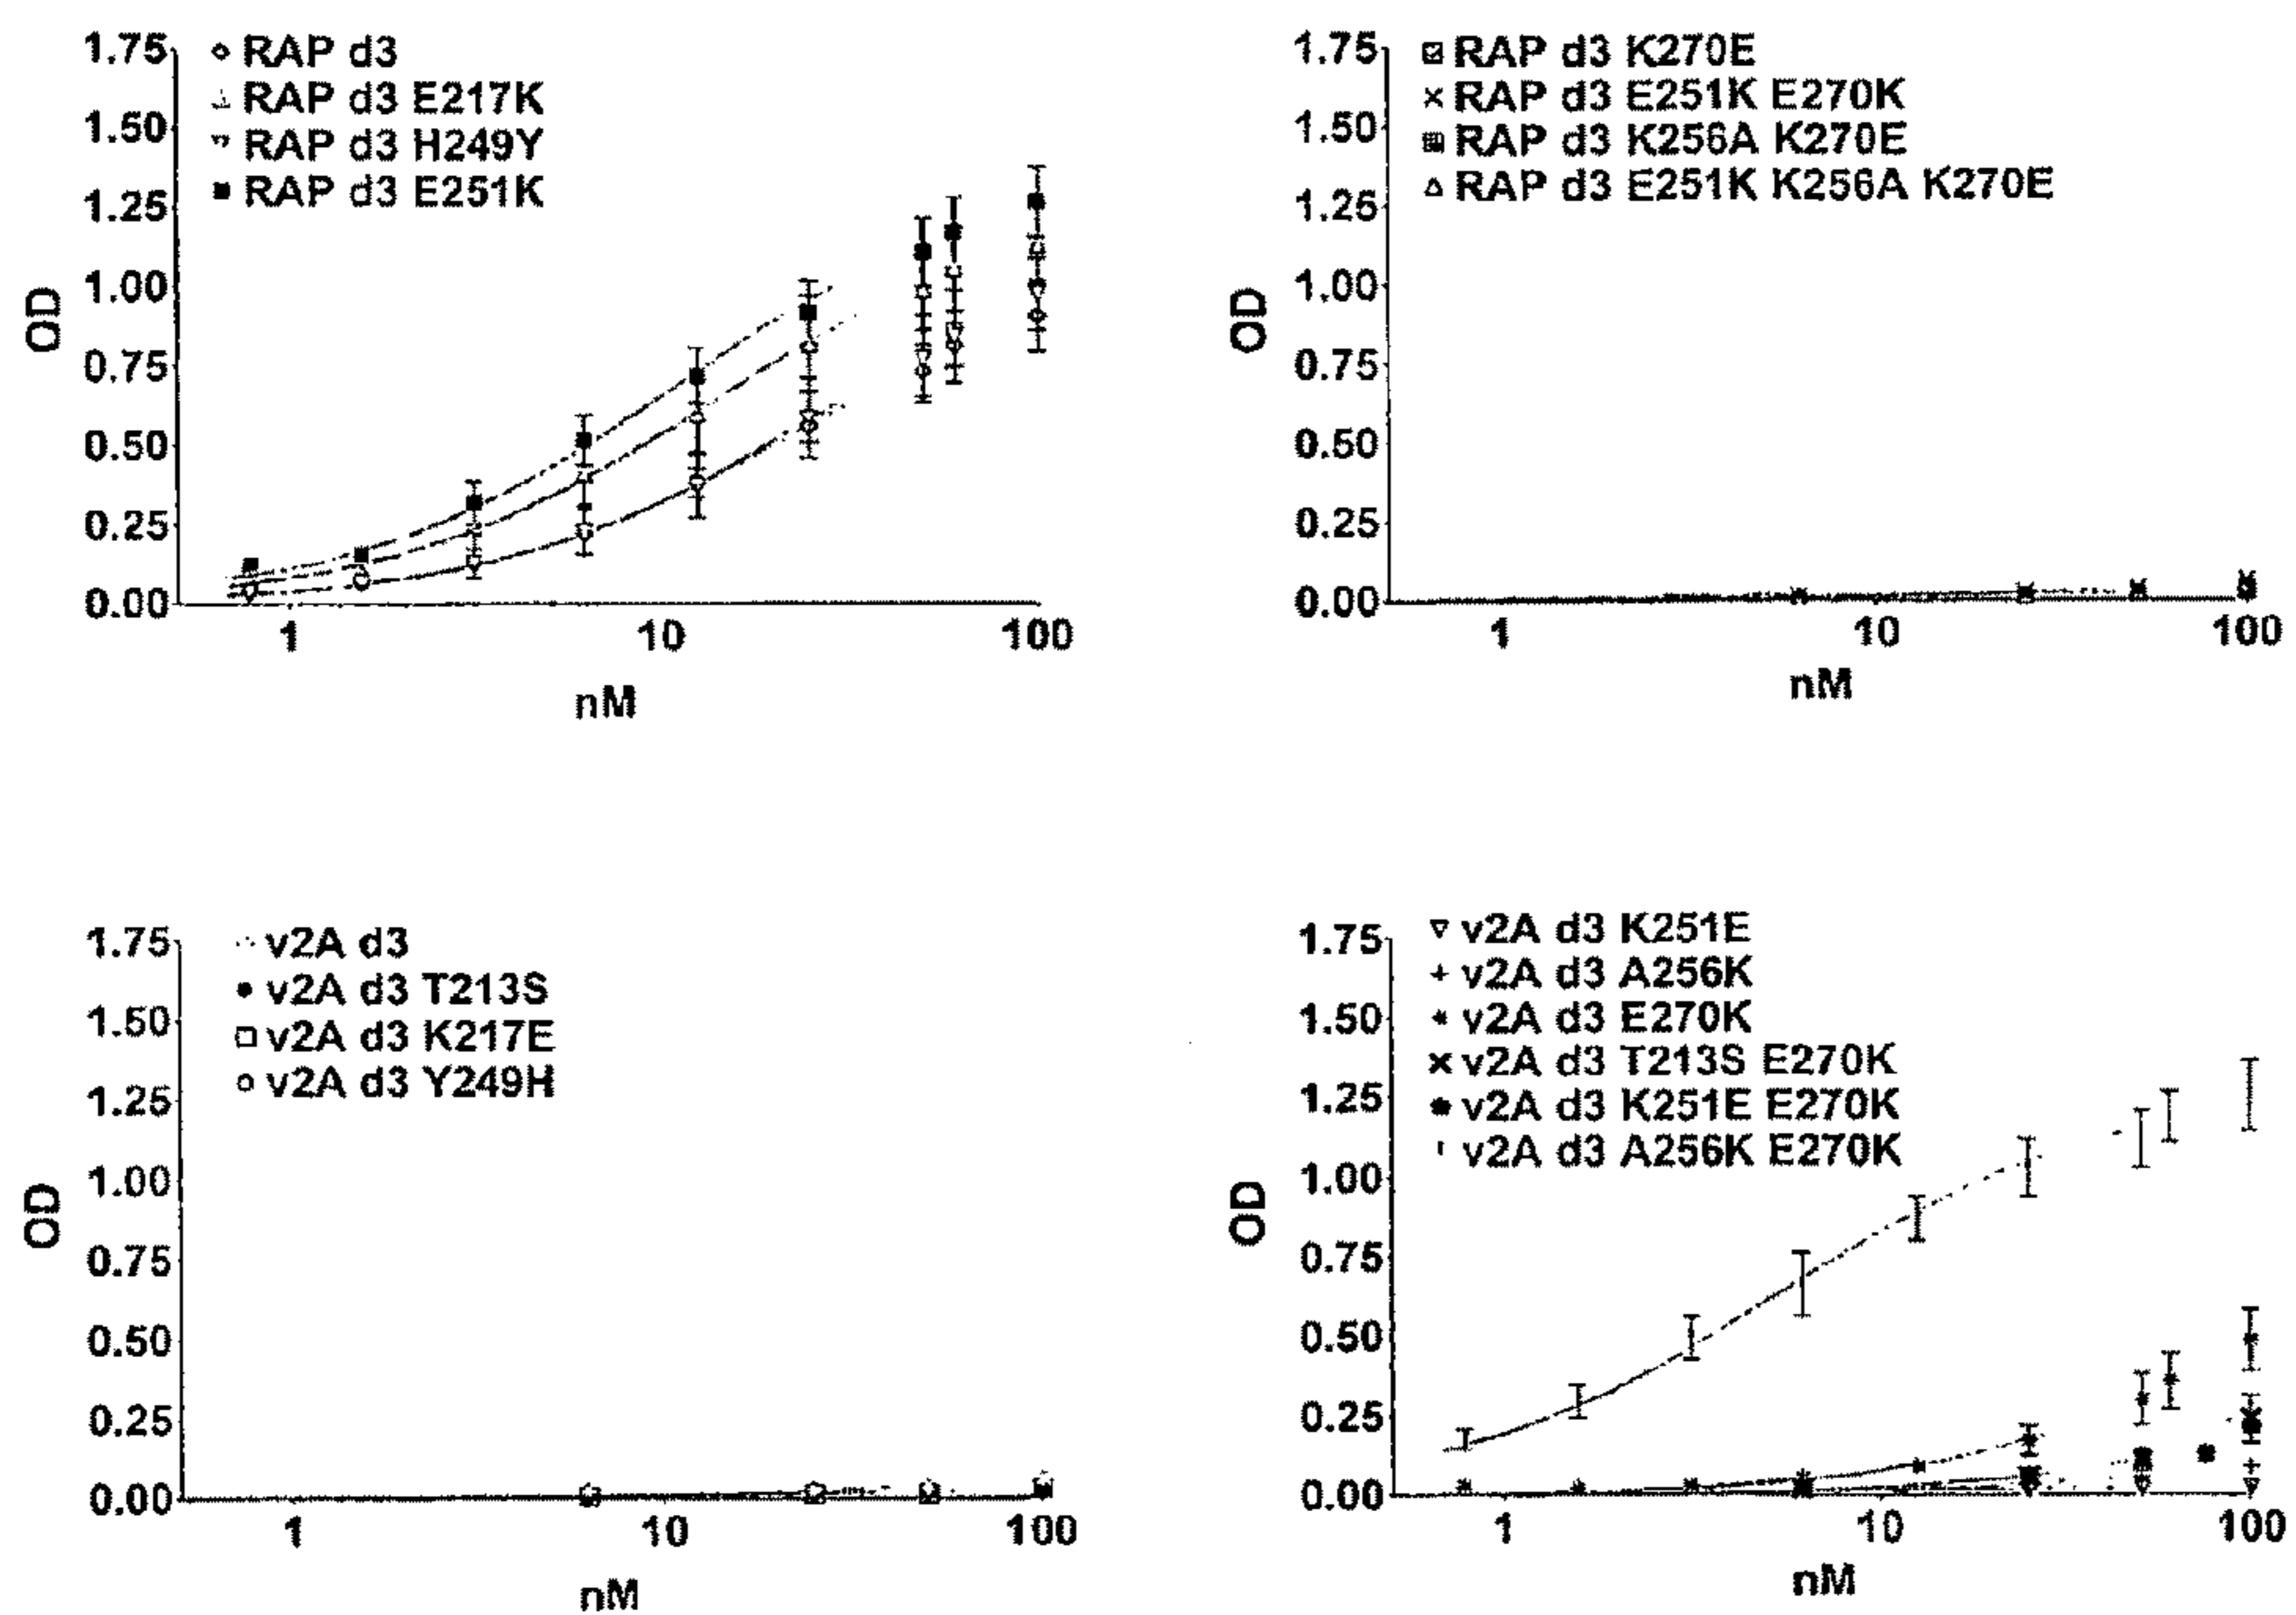 1.75
1.50
1.25
1.00
0.75
0.50
0.25
0.00
OD
RAP d3
RAP d3 E217K
RAP d3 H249Y
RAP d3 E251K
1
10
100
nM
1.75
1.50
1.25
1.00
0.75
0.50
0.25
0.00
OD
RAP d3 K270E
RAP d3 E251K E270K
RAP d3 K256A K270E
RAP d3 E251K K256A K270E
1
10
100
nM
1.75
1.50
1.25
1.00
0.75
0.50
0.25
0.00
OD
v2A d3
v2A d3 T213S
v2A d3 K217E
v2A d3 Y249H
1
10
100
nM
1.75
1.50
1.25
1.00
0.75
0.50
0.25
0.00
OD
v2A d3 K251E
v2A d3 A256K
v2A d3 E270K
v2A d3 T213S E270K
v2A d3 K251E E270K
v2A d3 A256K E270K
1
10
100
nM